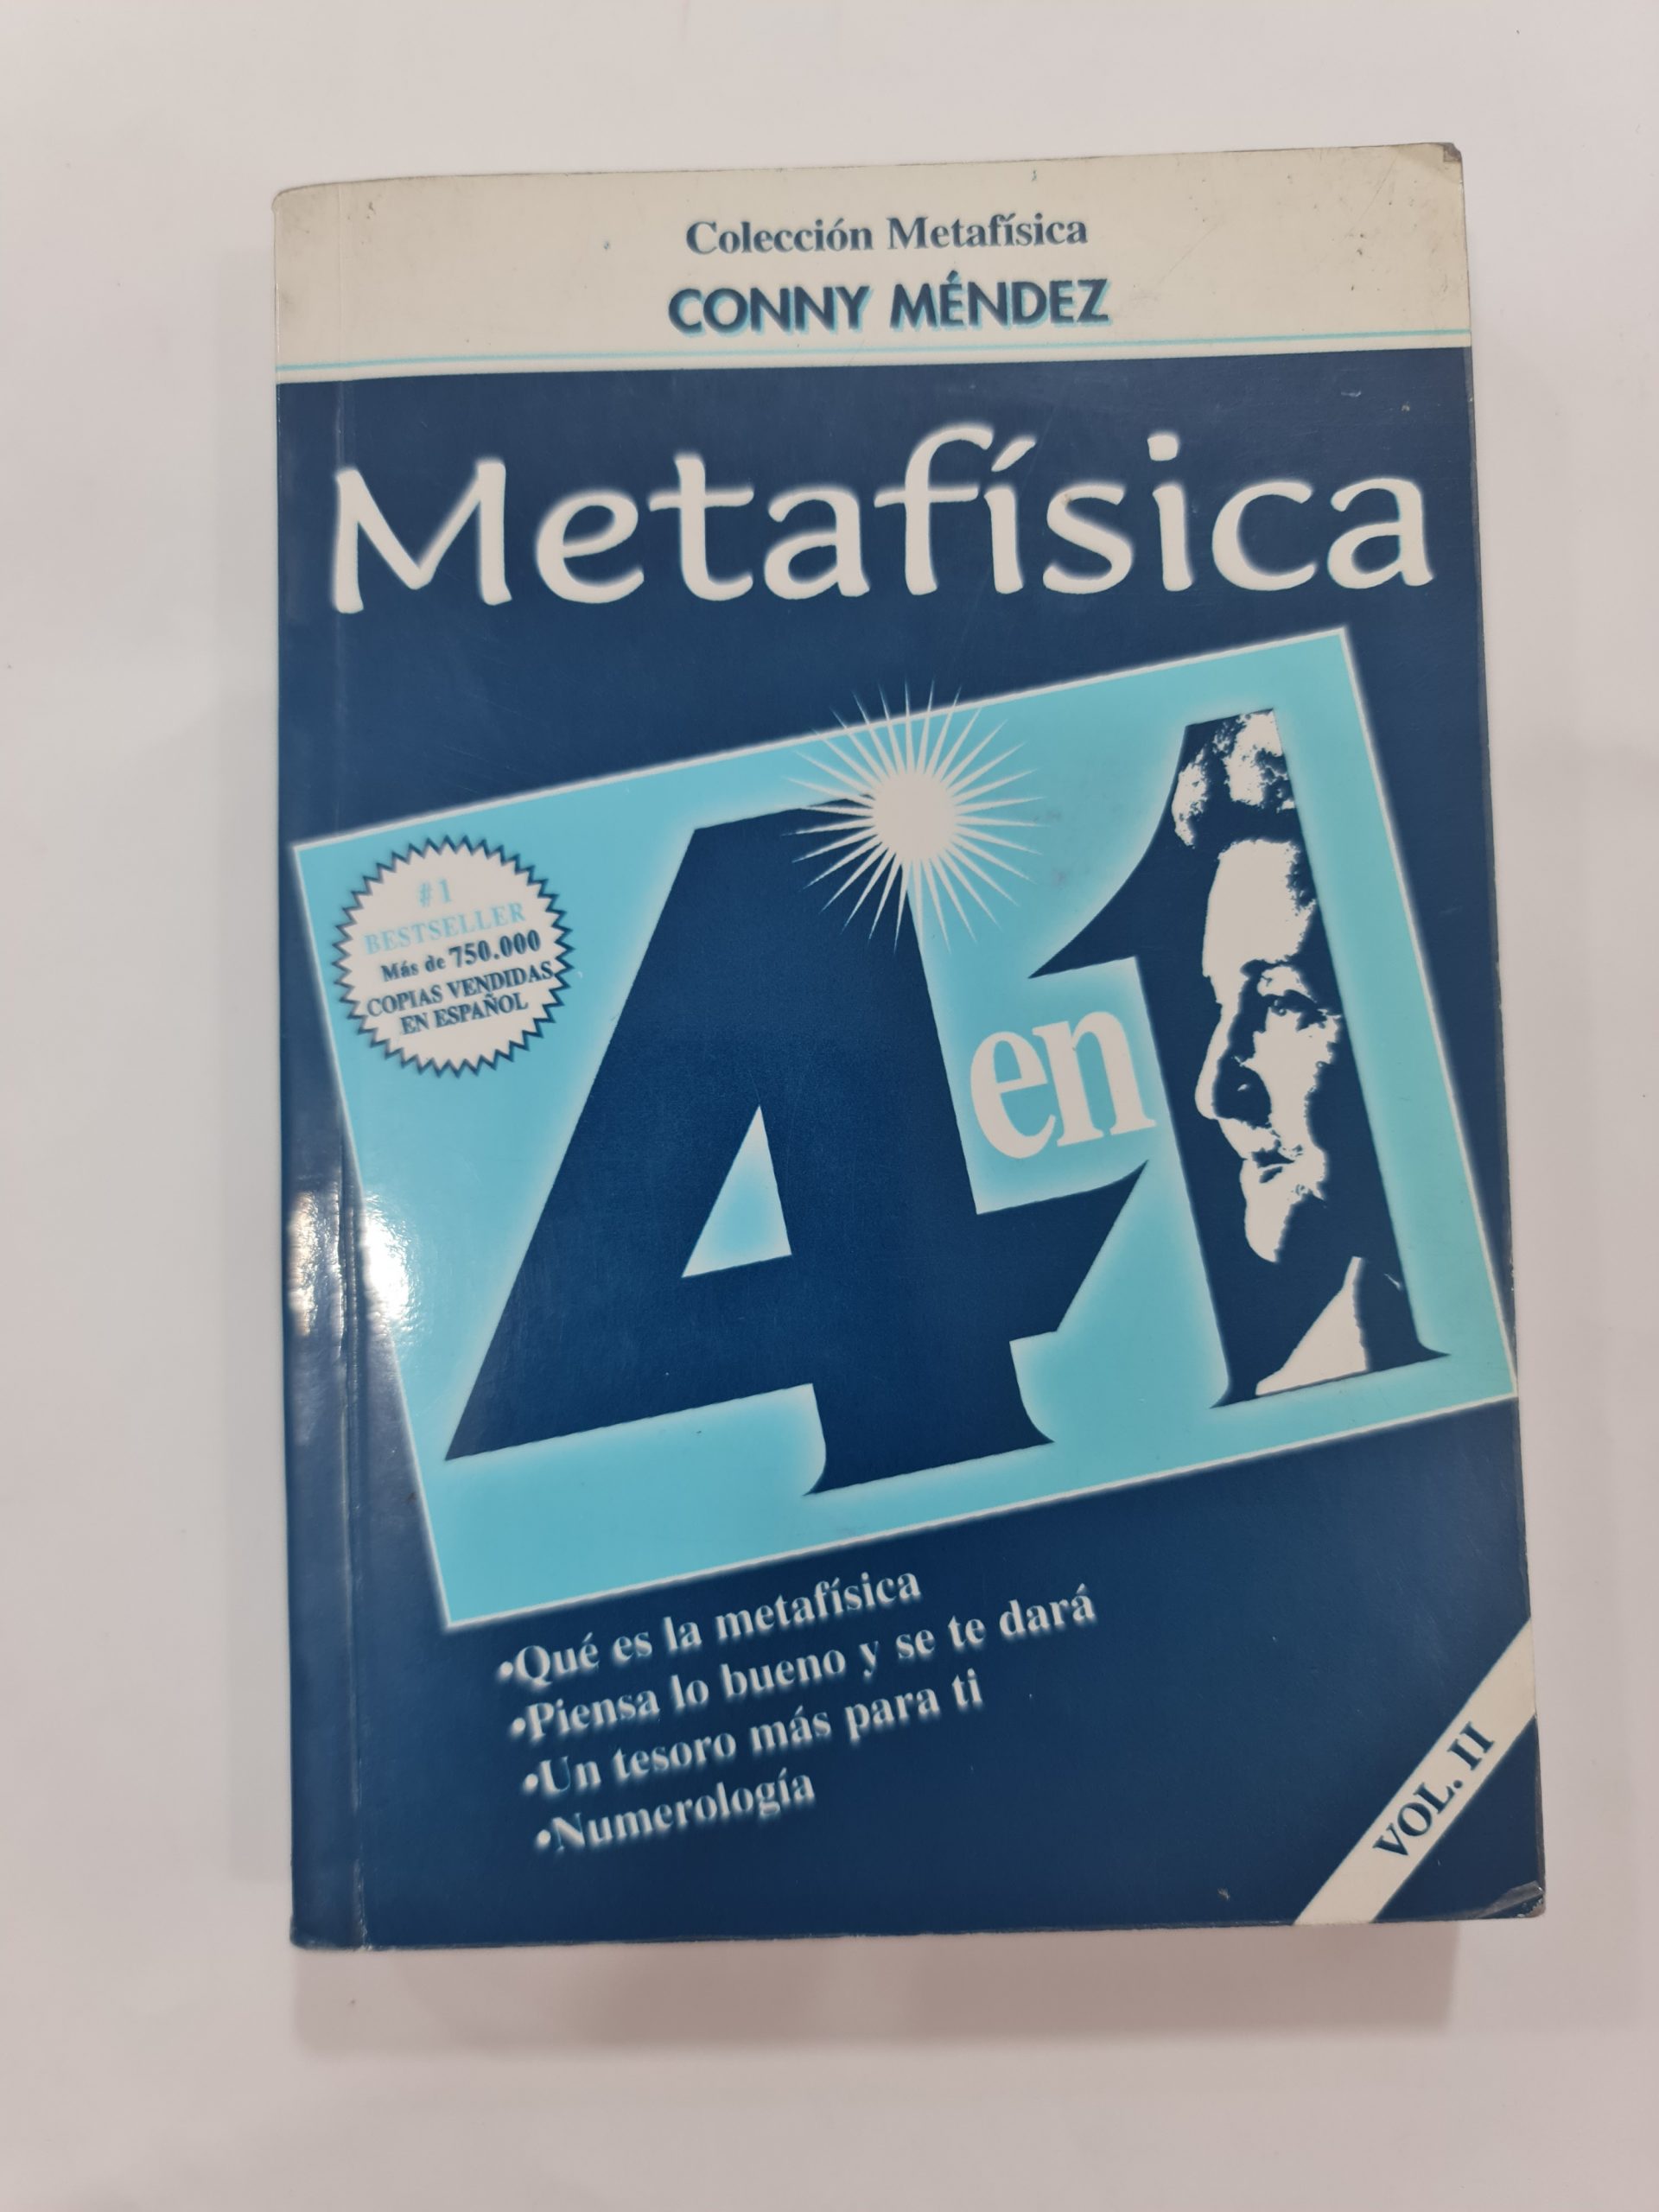 Colección Metafísica
CONNY MÉNDEZ
Metafísica
#1
BESTSELLER
Más de 750.000
COPIAS VENDIDAS
EN ESPAÑOL
4 en 1
•Qué es la metafísica
•Piensa lo bueno y se te dará
•Un tesoro más para ti
•Numerología
VOL. II